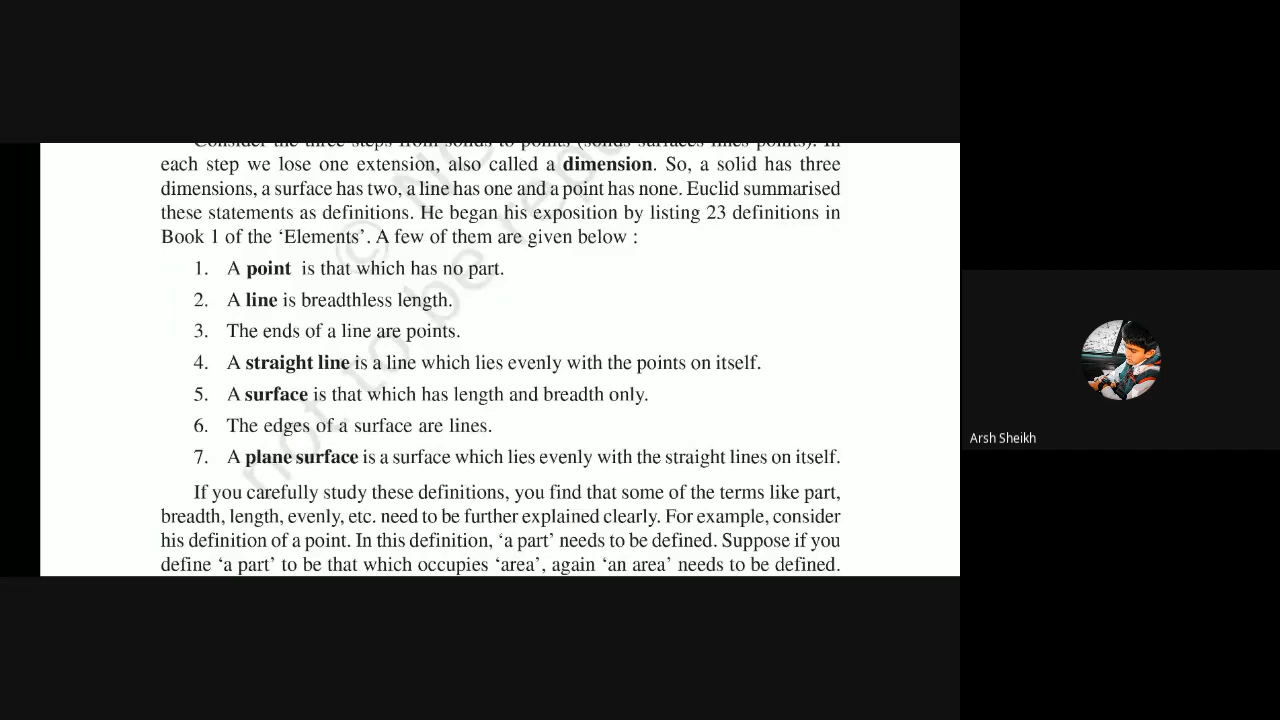 Consider the three steps from solids to points (solids-surfaces-lines-points). In
each step we lose one extension, also called a dimension. So, a solid has three
dimensions, a surface has two, a line has one and a point has none. Euclid summarised
these statements as definitions. He began his exposition by listing 23 definitions in
Book 1 of the ‘Elements’. A few of them are given below :
1. A point is that which has no part.
2. A line is breadthless length.
3. The ends of a line are points.
4. A straight line is a line which lies evenly with the points on itself.
5. A surface is that which has length and breadth only.
6. The edges of a surface are lines.
7. A plane surface is a surface which lies evenly with the straight lines on itself.
If you carefully study these definitions, you find that some of the terms like part,
breadth, length, evenly, etc. need to be further explained clearly. For example, consider
his definition of a point. In this definition, ‘a part’ needs to be defined. Suppose if you
define ‘a part’ to be that which occupies ‘area’, again ‘an area’ needs to be defined.
not to be
©
Arsh Sheikh